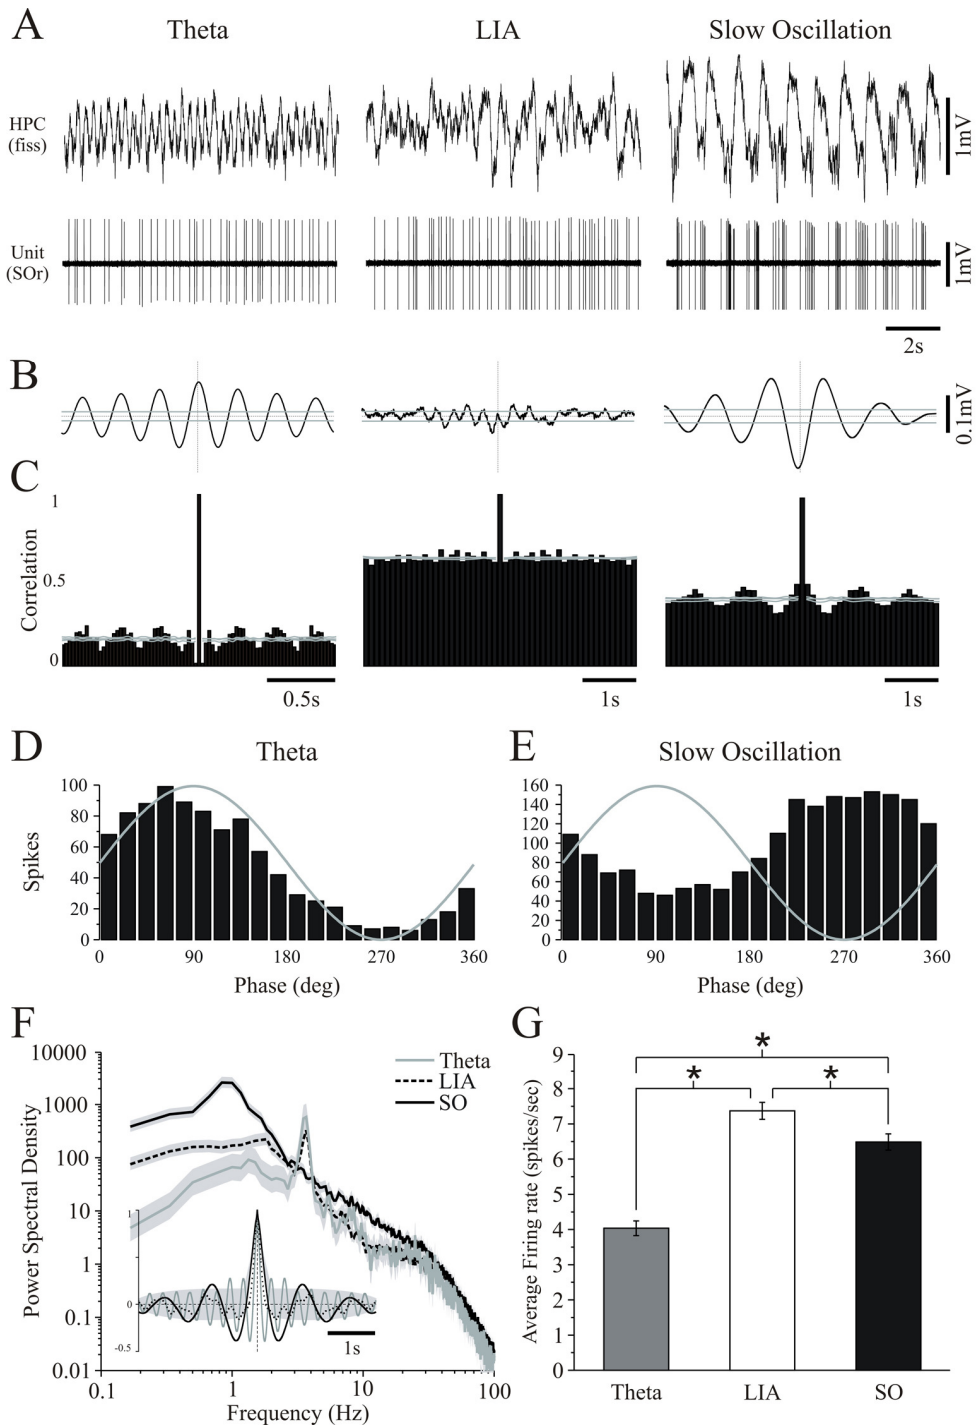 A
Theta
LIA
Slow Oscillation
HPC
(fiss)
1mV
Unit
(SOr)
1mV
2s
B
0.1mV
C
Correlation
1
0.5
0
0.5s
1s
1s
D
Theta
Spikes
100
80
60
40
20
0
0
90
180
270
360
Phase (deg)
E
Slow Oscillation
160
140
120
100
80
60
40
20
0
0
90
180
270
360
Phase (deg)
F
Power Spectral Density
10000
1000
100
10
1
0.1
0.01
Theta
LIA
SO
1
0
-0.5
1s
0.1
1
10
100
Frequency (Hz)
G
Average Firing rate (spikes/sec)
9
8
7
6
5
4
3
2
1
0
*
*
*
Theta
LIA
SO